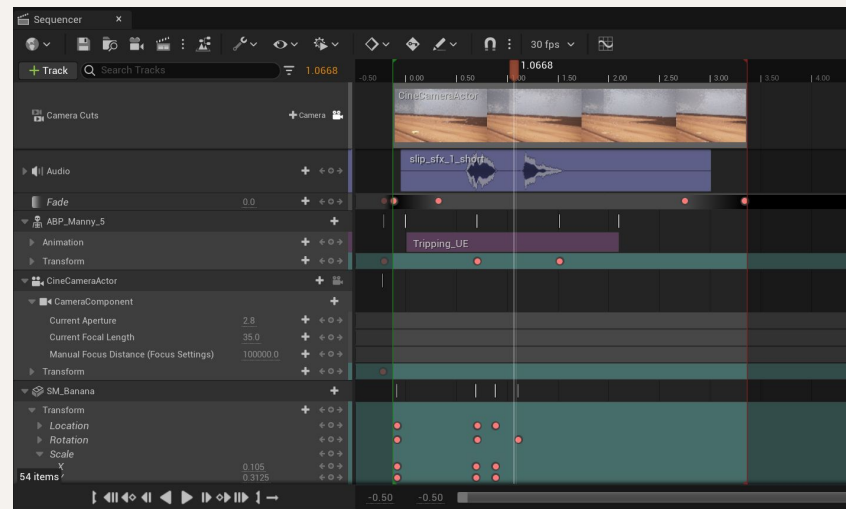 Sequencer ×
30 fps
+ Track Search Tracks 1.0668
1.0668
-0.50 0.00 0.50 1.00 1.50 2.00 2.50 3.00 3.50 4.00
Camera Cuts + Camera
CineCameraActor
Audio
slip_sfx_1_short
Fade 0.0
ABP_Manny_5
Animation
Tripping_UE
Transform
CineCameraActor
CameraComponent
Current Aperture 2.8
Current Focal Length 35.0
Manual Focus Distance (Focus Settings) 100000.0
Transform
SM_Banana
Transform
Location
Rotation
Scale
X 0.105
54 items 0.3125
-0.50 -0.50